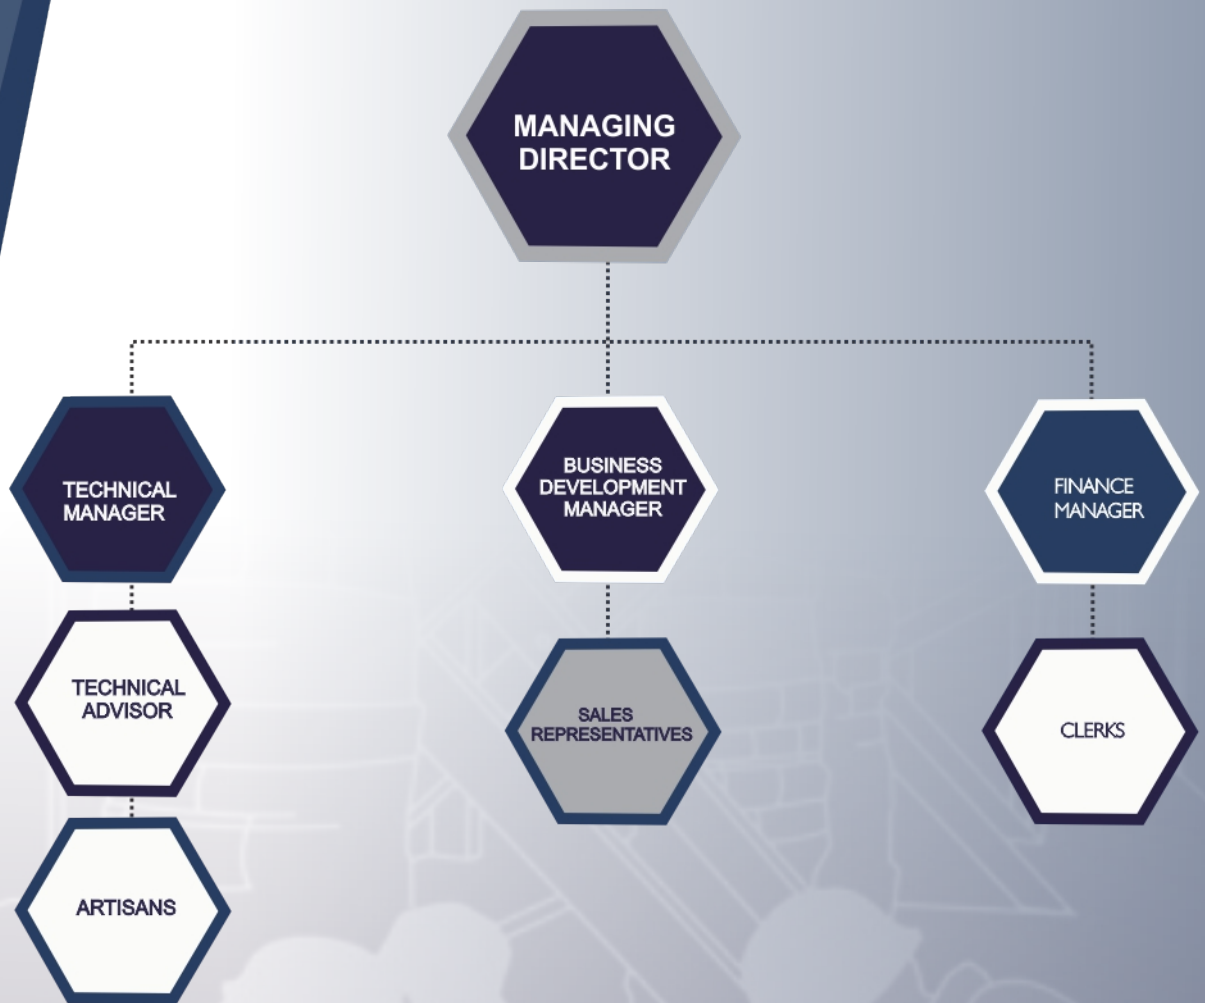 MANAGING
DIRECTOR
TECHNICAL
MANAGER
BUSINESS
DEVELOPMENT
MANAGER
FINANCE
MANAGER
TECHNICAL
ADVISOR
SALES
REPRESENTATIVES
CLERKS
ARTISANS